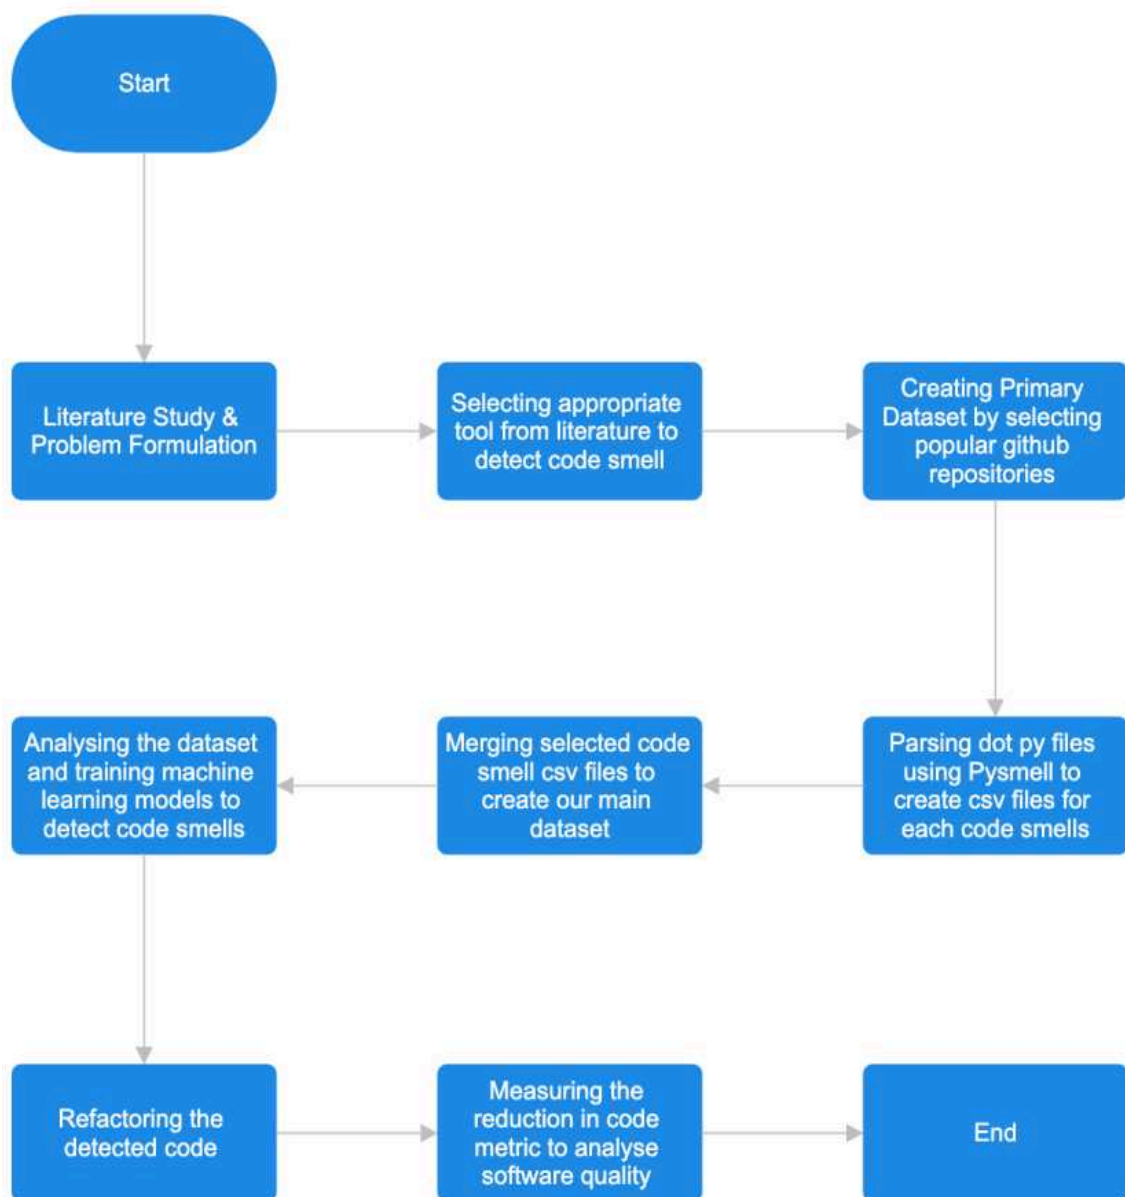 Start
Literature Study &
Problem Formulation
Selecting appropriate
tool from literature to
detect code smell
Creating Primary
Dataset by selecting
popular github
repositories
Parsing dot py files
using Pysmell to
create csv files for
each code smells
Merging selected code
smell csv files to
create our main
dataset
Analysing the dataset
and training machine
learning models to
detect code smells
Refactoring the
detected code
Measuring the
reduction in code
metric to analyse
software quality
End